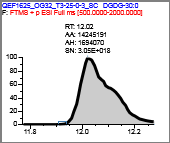 QEF1625_OG32_T3-25-0-3_SC DGDG-30:0
F: FTMS + p ESI Full ms [500.0000-2000.0000]
RT: 12.02
AA: 14245191
AH: 1694070
SN: 3.05E+018
100
80
60
40
20
0
11.8 12.0 12.2